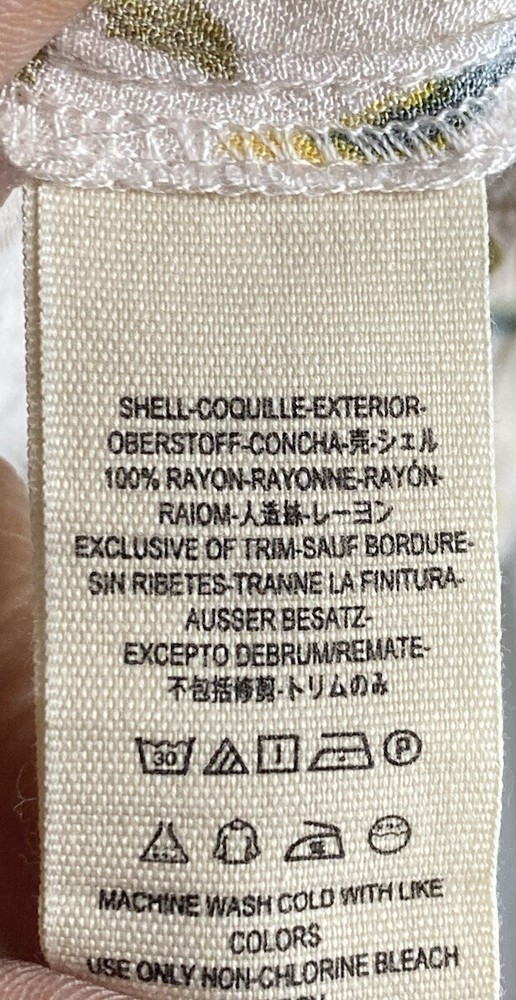 SHELL-COQUILLE-EXTERIOR-
OBERSTOFF-CONCHA-売-シェル
100% RAYON-RAYONNE-RAYÓN-
RAIOM-人造絲-レーヨン
EXCLUSIVE OF TRIM-SAUF BORDURE-
SIN RIBETES-TRANNE LA FINITURA-
AUSSER BESATZ-
EXCEPTO DEBRUM/REMATE-
不包括修剪-トリムのみ
30 P
MACHINE WASH COLD WITH LIKE
COLORS
USE ONLY NON-CHLORINE BLEACH